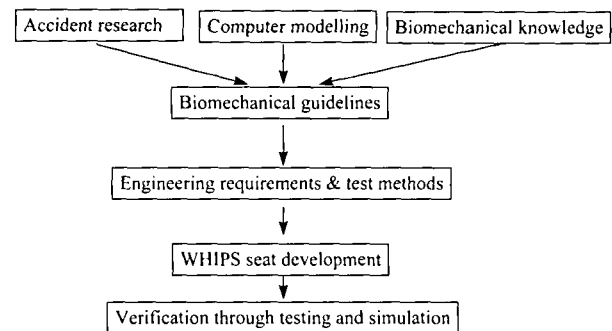 Accident research
Computer modelling
Biomechanical knowledge
Biomechanical guidelines
Engineering requirements & test methods
WHIPS seat development
Verification through testing and simulation